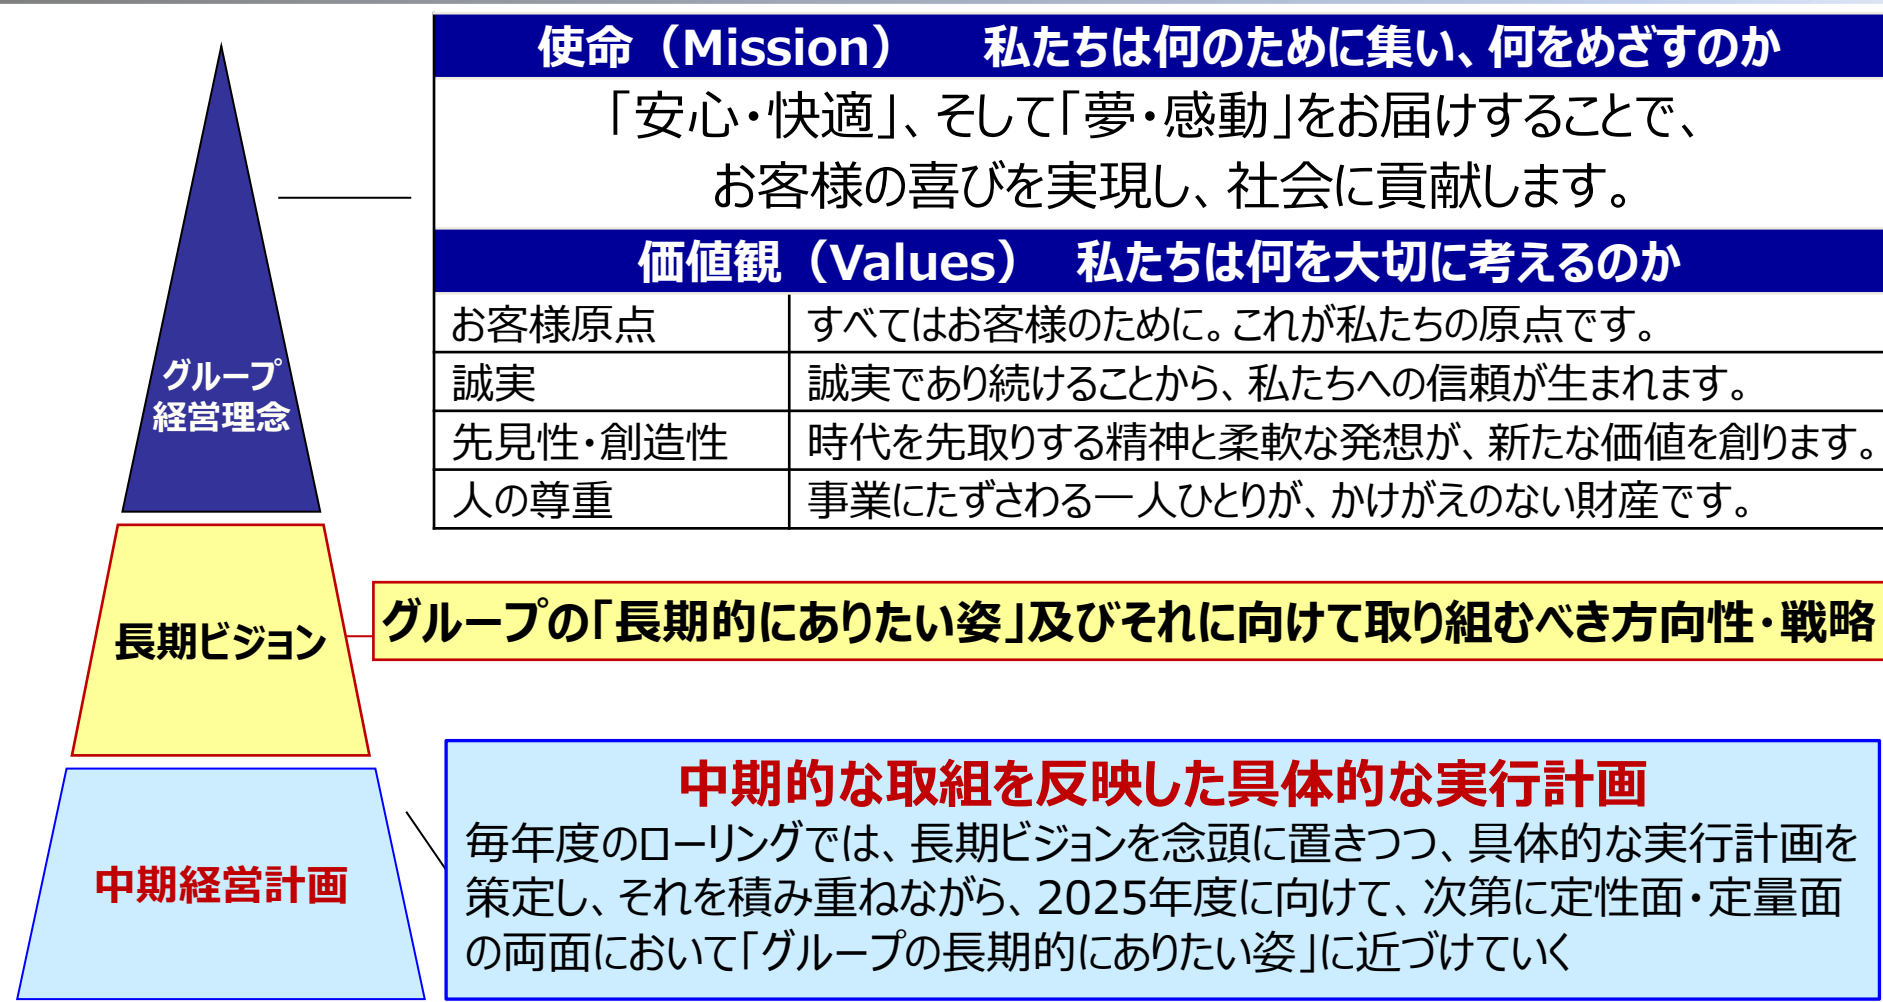 使命（Mission）　私たちは何のために集い、何をめざすのか
「安心・快適」、そして「夢・感動」をお届けすることで、
お客様の喜びを実現し、社会に貢献します。
価値観（Values）　私たちは何を大切に考えるのか
お客様原点　すべてはお客様のために。これが私たちの原点です。
誠実　誠実であり続けることから、私たちへの信頼が生まれます。
先見性・創造性　時代を先取りする精神と柔軟な発想が、新たな価値を創ります。
人の尊重　事業にたずさわる一人ひとりが、かけがえのない財産です。
グループ
経営理念
長期ビジョン
グループの「長期的にありたい姿」及びそれに向けて取り組むべき方向性・戦略
中期経営計画
中期的な取組を反映した具体的な実行計画
毎年度のローリングでは、長期ビジョンを念頭に置きつつ、具体的な実行計画を
策定し、それを積み重ねながら、2025年度に向けて、次第に定性面・定量面
の両面において「グループの長期的にありたい姿」に近づけていく